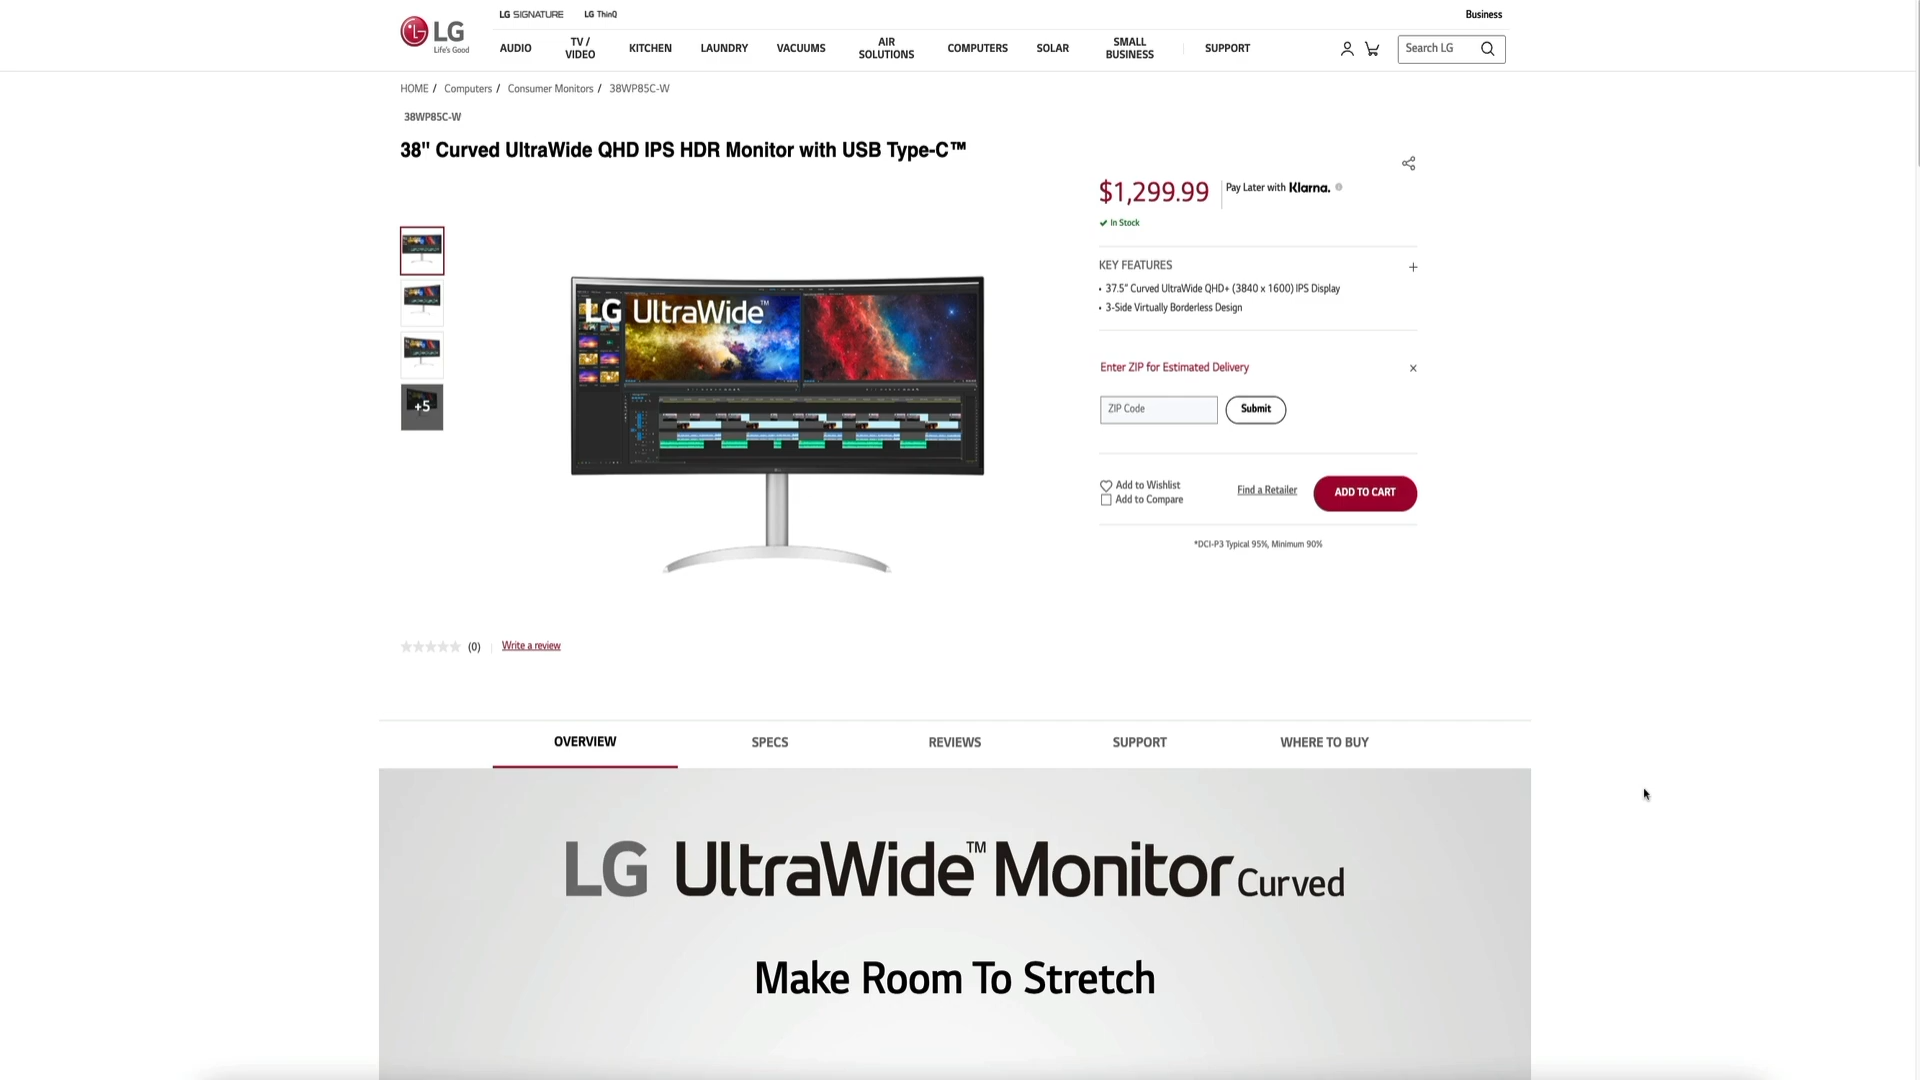 LG SIGNATURE
LG ThinQ
Business
LG
Life's Good
AUDIO
TV /
VIDEO
KITCHEN
LAUNDRY
VACUUMS
AIR
SOLUTIONS
COMPUTERS
SOLAR
SMALL
BUSINESS
SUPPORT
Search LG
HOME / Computers / Consumer Monitors / 38WP85C-W
38WP85C-W
38" Curved UltraWide QHD IPS HDR Monitor with USB Type-C™
$1,299.99
Pay Later with Klarna.
In Stock
KEY FEATURES
+
• 37.5" Curved UltraWide QHD+ (3840 x 1600) IPS Display
• 3-Side Virtually Borderless Design
LG UltraWide™
+5
Enter ZIP for Estimated Delivery
×
ZIP Code
Submit
Add to Wishlist
Add to Compare
Find a Retailer
ADD TO CART
*DCI-P3 Typical 95%, Minimum 90%
(0)
Write a review
OVERVIEW
SPECS
REVIEWS
SUPPORT
WHERE TO BUY
LG UltraWide™ Monitor Curved
Make Room To Stretch